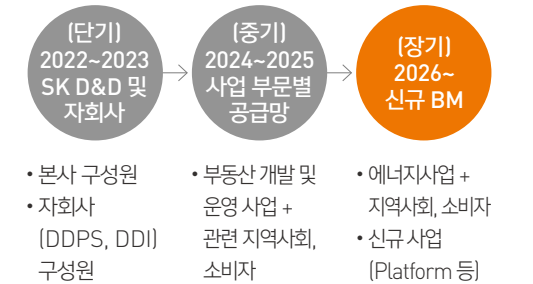 (단기)
2022~2023
SK D&D 및
자회사
(중기)
2024~2025
사업 부문별
공급망
(장기)
2026~
신규 BM
• 본사 구성원
• 자회사
(DDPS, DDI)
구성원
• 부동산 개발 및
운영 사업 +
관련 지역사회,
소비자
• 에너지사업 +
지역사회, 소비자
• 신규 사업
(Platform 등)